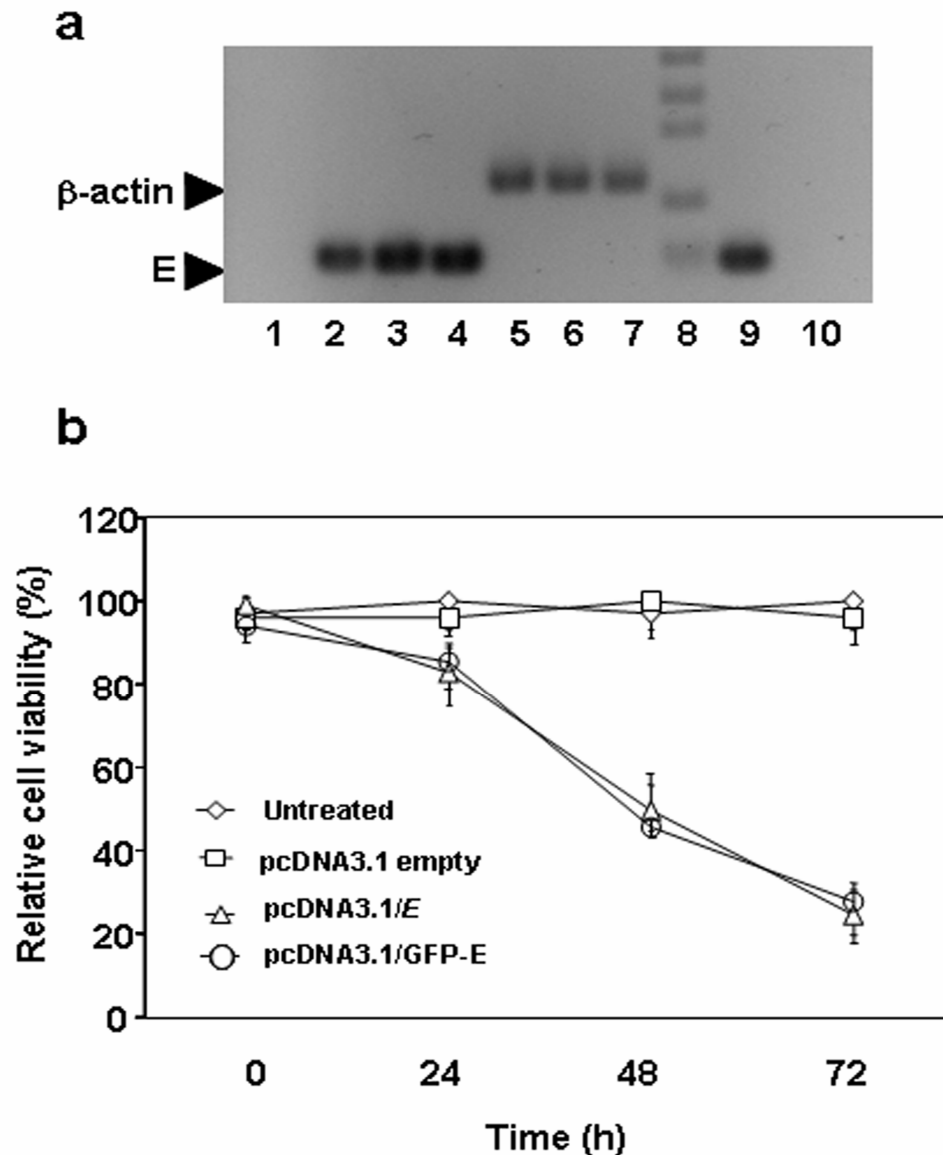 a
β-actin
E
1 2 3 4 5 6 7 8 9 10
b
120
100
80
60
40
20
0
Relative cell viability (%)
Untreated
pcDNA3.1 empty
pcDNA3.1/E
pcDNA3.1/GFP-E
0 24 48 72
Time (h)